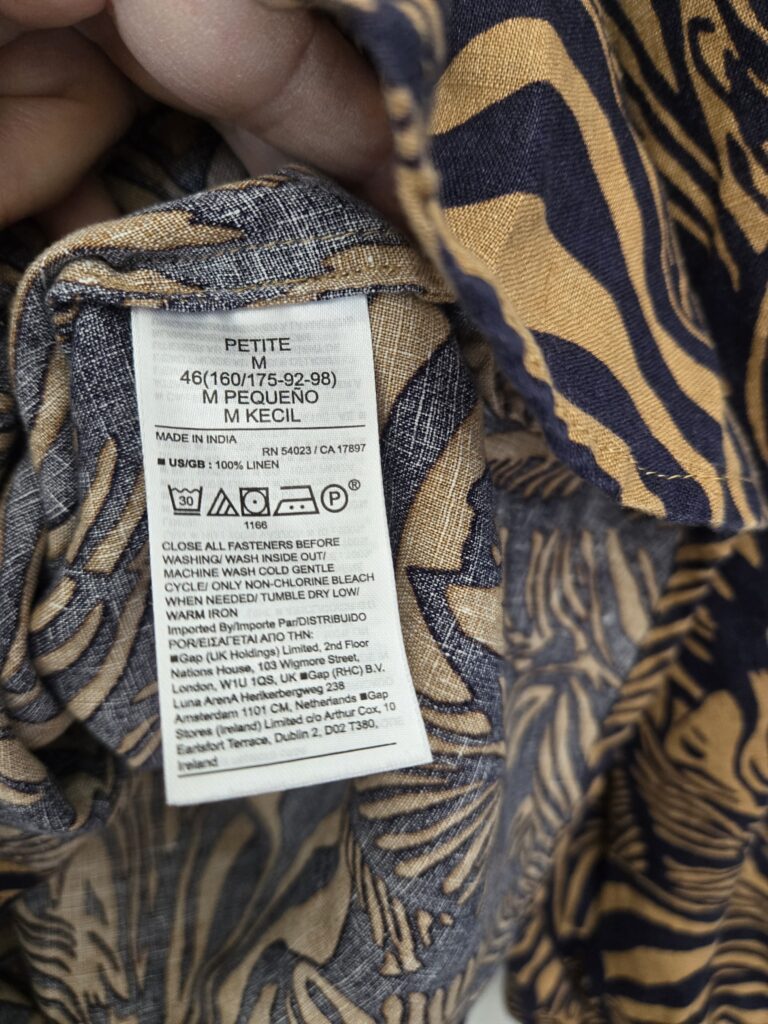 PETITE
M
46(160/175-92-98)
M PEQUEÑO
M KECIL
MADE IN INDIA
RN 54023 / CA 17897
■ US/GB : 100% LINEN
30 P ®
1166
CLOSE ALL FASTENERS BEFORE
WASHING/ WASH INSIDE OUT/
MACHINE WASH COLD GENTLE
CYCLE/ ONLY NON-CHLORINE BLEACH
WHEN NEEDED/ TUMBLE DRY LOW/
WARM IRON
Imported By/Importe Par/DISTRIBUIDO
POR/ΕΙΣΑΓΕΤΑΙ ΑΠΟ ΤΗΝ:
■Gap (UK Holdings) Limited, 2nd Floor
Nations House, 103 Wigmore Street,
London, W1U 1QS, UK ■Gap (RHC) B.V.
Luna ArenA Herikerbergweg 238
Amsterdam 1101 CM, Netherlands ■Gap
Stores (Ireland) Limited c/o Arthur Cox, 10
Earlsfort Terrace, Dublin 2, D02 T380,
Ireland